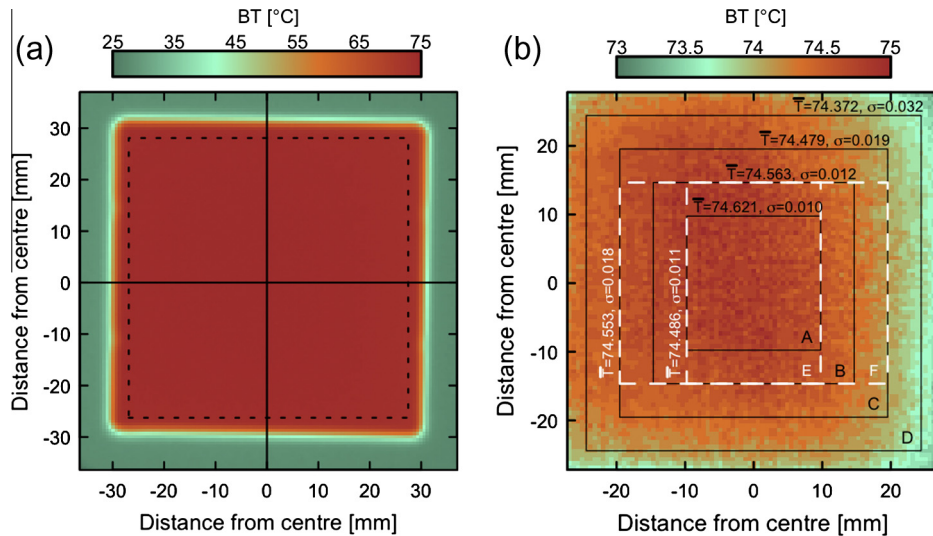 (a)
BT [°C]
25 35 45 55 65 75
Distance from centre [mm]
30
20
10
0
-10
-20
-30
-30 -20 -10 0 10 20 30
Distance from centre [mm]
(b)
BT [°C]
73 73.5 74 74.5 75
Distance from centre [mm]
20
10
0
-10
-20
T̅=74.372, σ=0.032
T̅=74.479, σ=0.019
T̅=74.563, σ=0.012
T̅=74.621, σ=0.010
T̅=74.553, σ=0.018
T̅=74.486, σ=0.011
A
E B F
C
D
-20 -10 0 10 20
Distance from centre [mm]